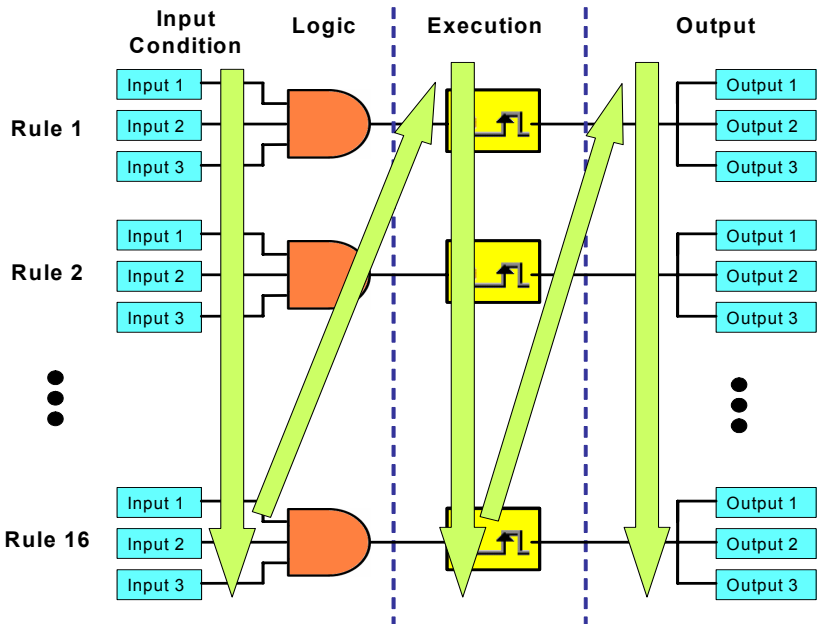 Input
Condition
Logic
Execution
Output
Rule 1
Input 1
Input 2
Input 3
Output 1
Output 2
Output 3
Rule 2
Input 1
Input 2
Input 3
Output 1
Output 2
Output 3
Rule 16
Input 1
Input 2
Input 3
Output 1
Output 2
Output 3